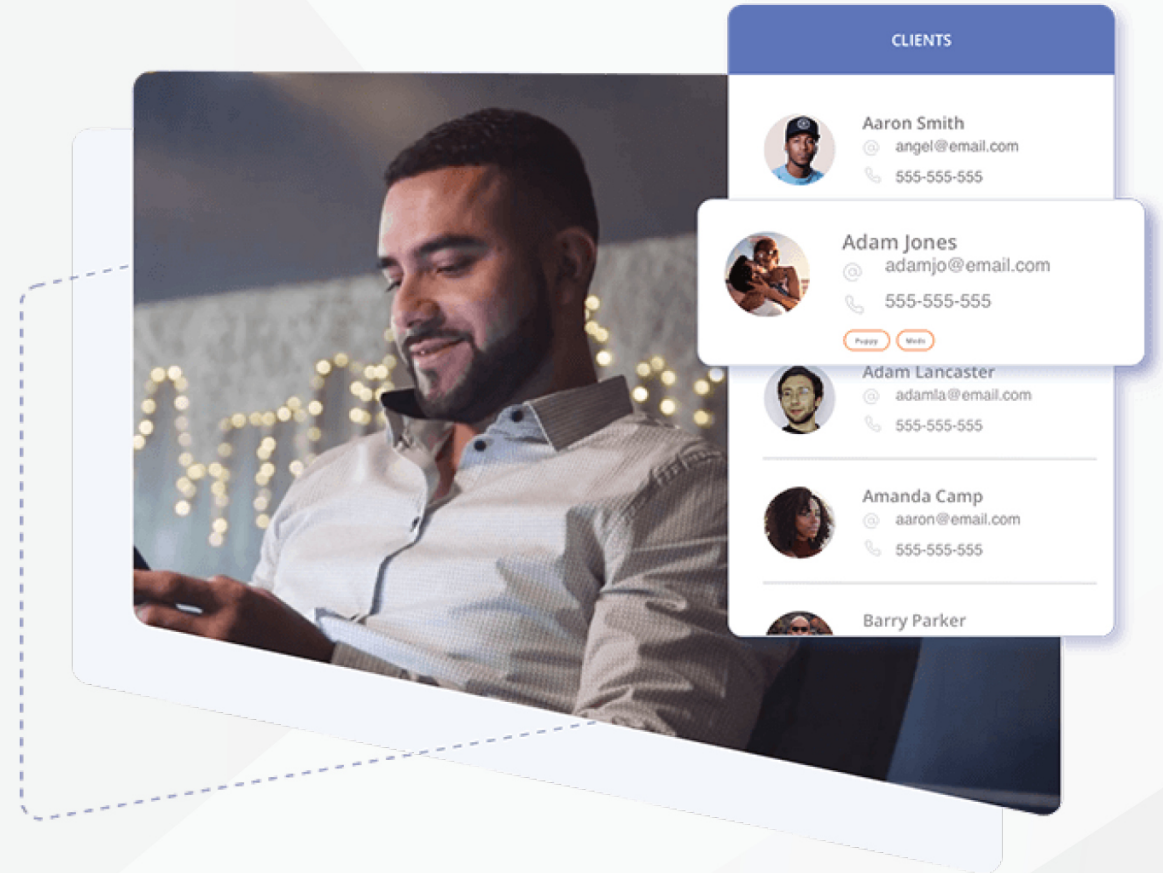 CLIENTS
Aaron Smith
angel@email.com
555-555-555
Adam Jones
adamjo@email.com
555-555-555
Puppy Meds
Adam Lancaster
adamla@email.com
555-555-555
Amanda Camp
aaron@email.com
555-555-555
Barry Parker